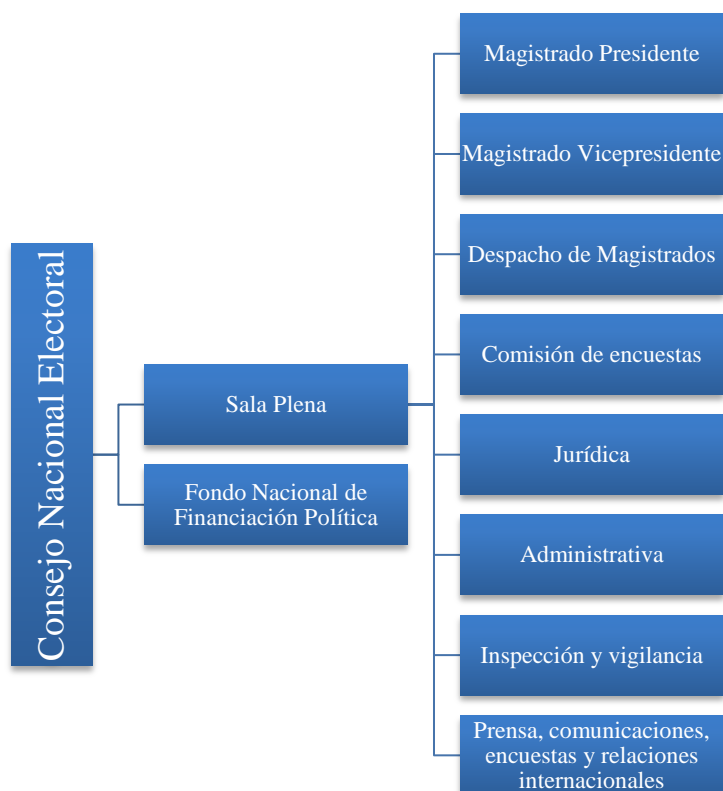 Consejo Nacional Electoral
Sala Plena
Fondo Nacional de
Financiación Política
Magistrado Presidente
Magistrado Vicepresidente
Despacho de Magistrados
Comisión de encuestas
Jurídica
Administrativa
Inspección y vigilancia
Prensa, comunicaciones,
encuestas y relaciones
internacionales